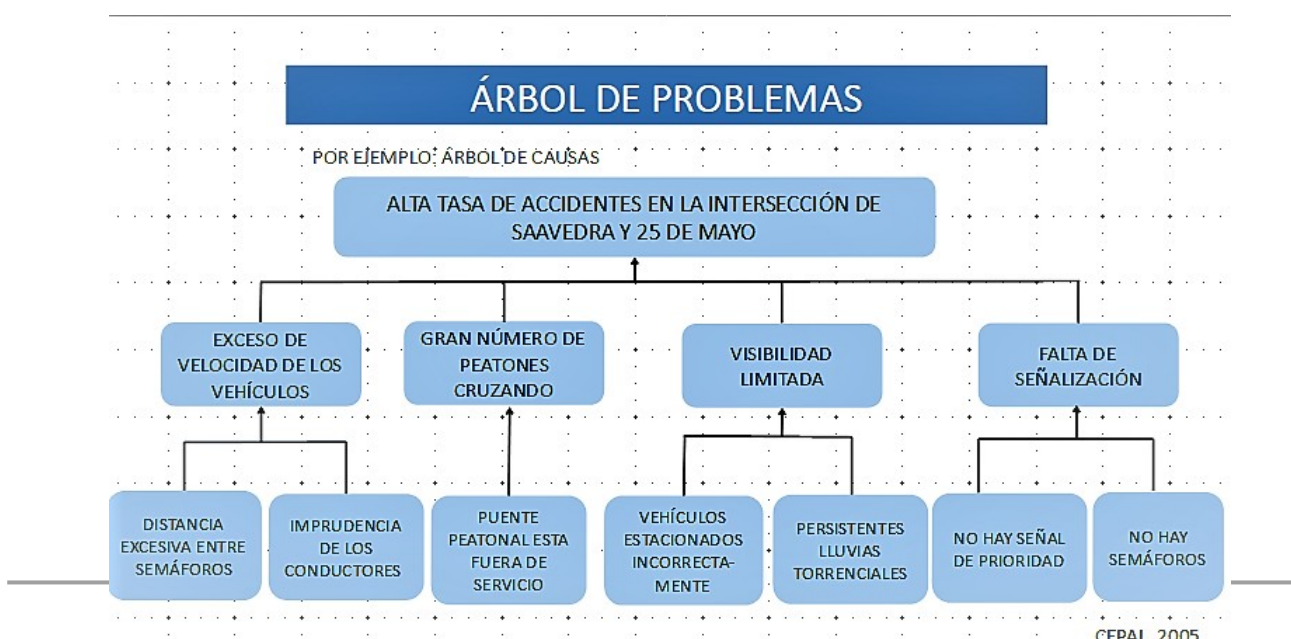 ÁRBOL DE PROBLEMAS
POR EJEMPLO: ÁRBOL DE CAUSAS
ALTA TASA DE ACCIDENTES EN LA INTERSECCIÓN DE
SAAVEDRA Y 25 DE MAYO
EXCESO DE
VELOCIDAD DE LOS
VEHÍCULOS
GRAN NÚMERO DE
PEATONES
CRUZANDO
VISIBILIDAD
LIMITADA
FALTA DE
SEÑALIZACIÓN
DISTANCIA
EXCESIVA ENTRE
SEMÁFOROS
IMPRUDENCIA
DE LOS
CONDUCTORES
PUENTE
PEATONAL ESTA
FUERA DE
SERVICIO
VEHÍCULOS
ESTACIONADOS
INCORRECTA-
MENTE
PERSISTENTES
LLUVIAS
TORRENCIALES
NO HAY SEÑAL
DE PRIORIDAD
NO HAY
SEMÁFOROS
CEPAL, 2005